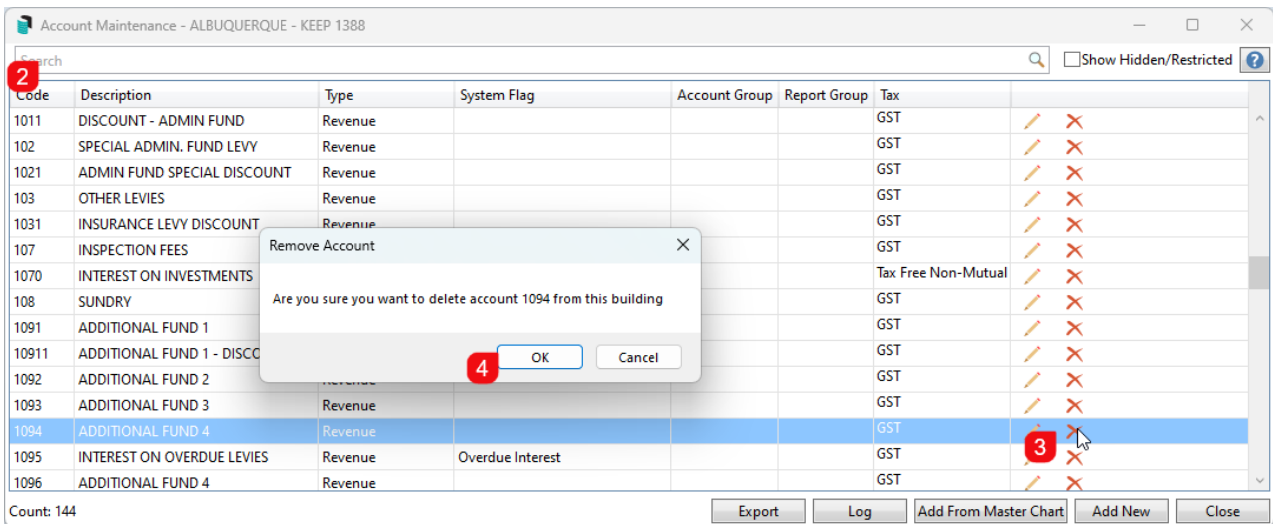 Account Maintenance - ALBUQUERQUE - KEEP 1388
Search Show Hidden/Restricted ?
2
Code Description Type System Flag Account Group Report Group Tax
1011 DISCOUNT - ADMIN FUND Revenue GST
102 SPECIAL ADMIN. FUND LEVY Revenue GST
1021 ADMIN FUND SPECIAL DISCOUNT Revenue GST
103 OTHER LEVIES Revenue GST
1031 INSURANCE LEVY DISCOUNT Revenue GST
107 INSPECTION FEES GST
1070 INTEREST ON INVESTMENTS Tax Free Non-Mutual
108 SUNDRY GST
1091 ADDITIONAL FUND 1 GST
10911 ADDITIONAL FUND 1 - DISCO GST
1092 ADDITIONAL FUND 2 Revenue GST
1093 ADDITIONAL FUND 3 Revenue GST
1094 ADDITIONAL FUND 4 Revenue GST
3
1095 INTEREST ON OVERDUE LEVIES Revenue Overdue Interest GST
1096 ADDITIONAL FUND 4 Revenue GST
Remove Account
Are you sure you want to delete account 1094 from this building
4 OK Cancel
Count: 144 Export Log Add From Master Chart Add New Close